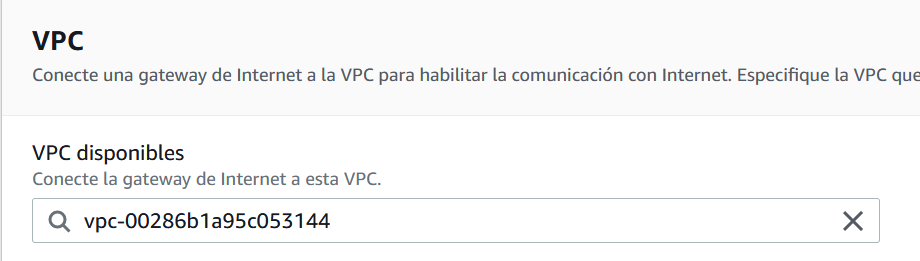 VPC
Conecte una gateway de Internet a la VPC para habilitar la comunicación con Internet. Especifique la VPC que
VPC disponibles
Conecte la gateway de Internet a esta VPC.
vpc-00286b1a95c053144